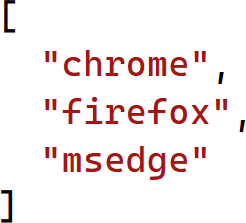 [
  "chrome",
  "firefox",
  "msedge"
]